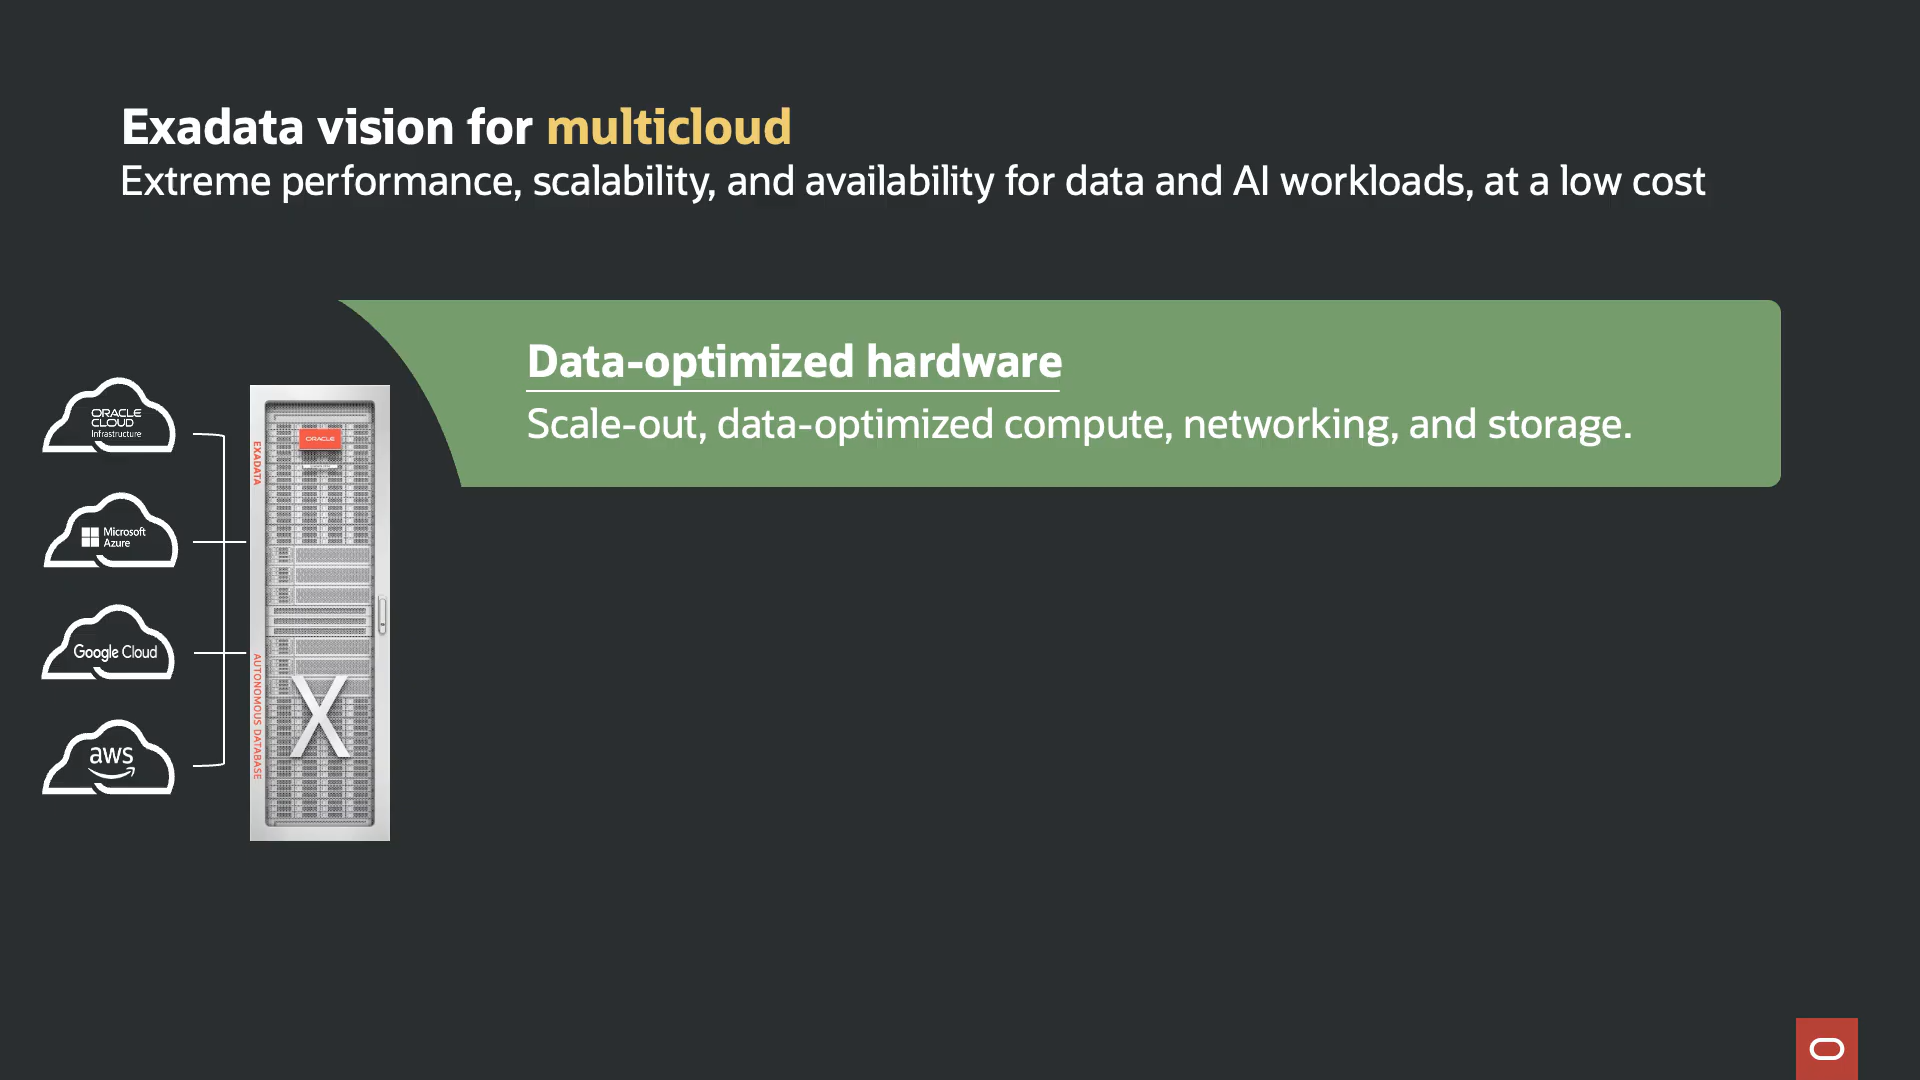 Exadata vision for multicloud
Extreme performance, scalability, and availability for data and AI workloads, at a low cost
Data-optimized hardware
Scale-out, data-optimized compute, networking, and storage.
ORACLE
CLOUD
Infrastructure
Microsoft
Azure
Google Cloud
aws
ORACLE
EXADATA
AUTONOMOUS DATABASE
X